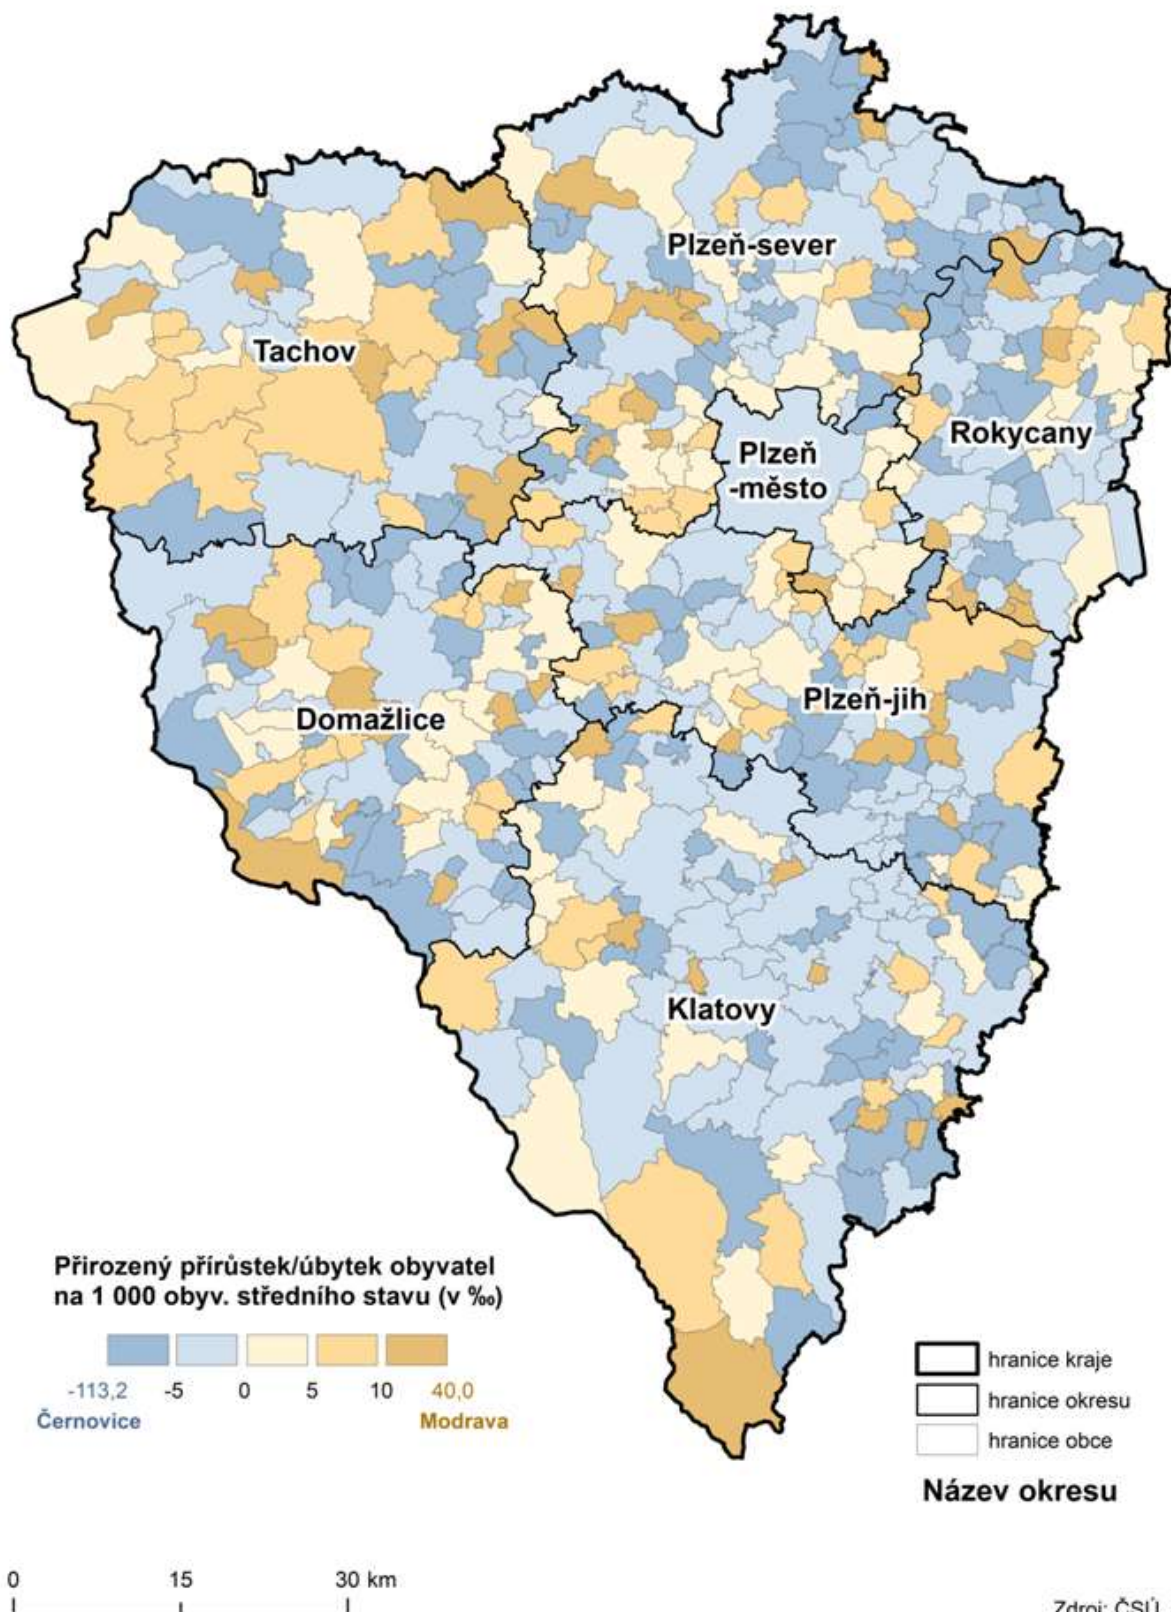 Plzeň-sever
Tachov
Rokycany
Plzeň
-město
Plzeň-jih
Domažlice
Klatovy
Přirozený přírůstek/úbytek obyvatel
na 1 000 obyv. středního stavu (v ‰)
-113,2 -5 0 5 10 40,0
Černovice Modrava
hranice kraje
hranice okresu
hranice obce
Název okresu
0 15 30 km
Zdroj: ČSÚ